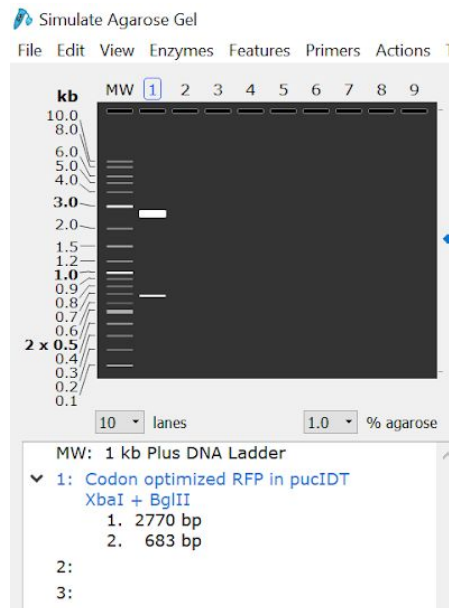 Simulate Agarose Gel
File Edit View Enzymes Features Primers Actions
kb MW 1 2 3 4 5 6 7 8 9
10.0
8.0
6.0
5.0
4.0
3.0
2.0
1.5
1.2
1.0
0.9
0.8
0.7
0.6
2 x 0.5
0.4
0.3
0.2
0.1
10 lanes 1.0 % agarose
MW: 1 kb Plus DNA Ladder
1: Codon optimized RFP in pucIDT
XbaI + BglII
1. 2770 bp
2. 683 bp
2:
3: